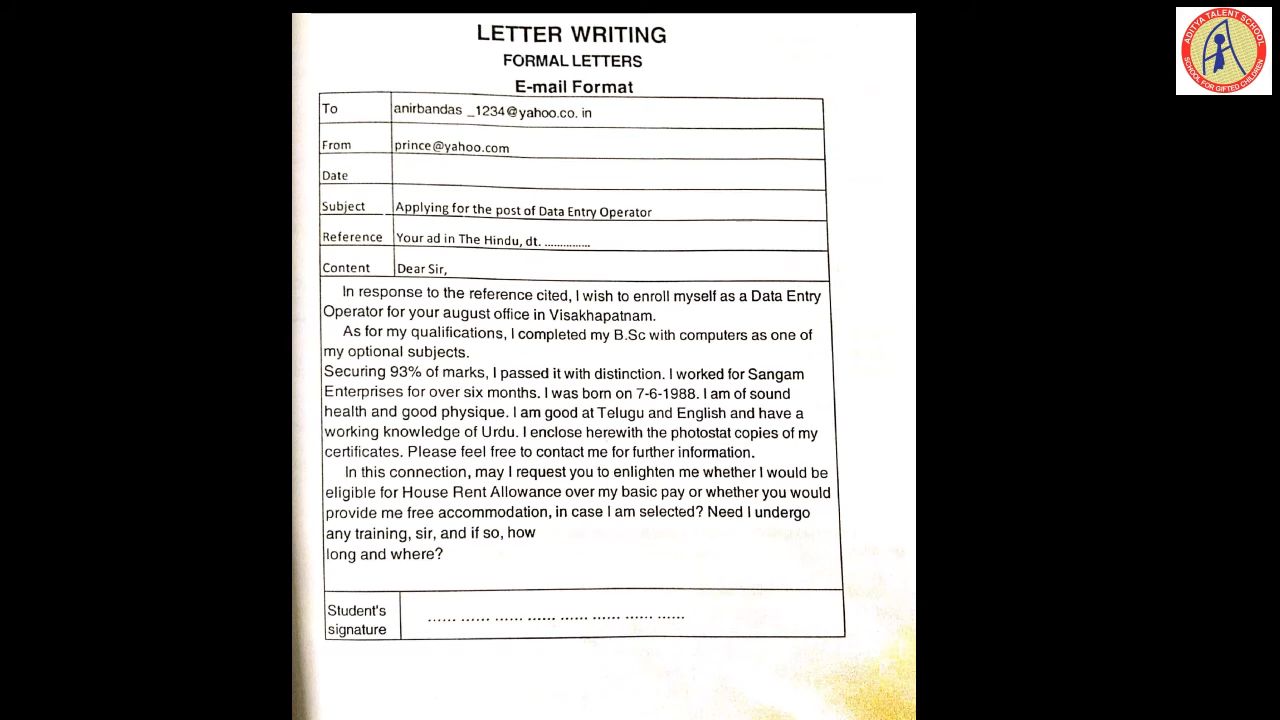 LETTER WRITING
FORMAL LETTERS
E-mail Format
To anirbandas _1234@yahoo.co. in
From prince@yahoo.com
Date
Subject Applying for the post of Data Entry Operator
Reference Your ad in The Hindu, dt. ...............
Content Dear Sir,
In response to the reference cited, I wish to enroll myself as a Data Entry
Operator for your august office in Visakhapatnam.
As for my qualifications, I completed my B.Sc with computers as one of
my optional subjects.
Securing 93% of marks, I passed it with distinction. I worked for Sangam
Enterprises for over six months. I was born on 7-6-1988. I am of sound
health and good physique. I am good at Telugu and English and have a
working knowledge of Urdu. I enclose herewith the photostat copies of my
certificates. Please feel free to contact me for further information.
In this connection, may I request you to enlighten me whether I would be
eligible for House Rent Allowance over my basic pay or whether you would
provide me free accommodation, in case I am selected? Need I undergo
any training, sir, and if so, how
long and where?
Student's
signature ...... ...... ...... ...... ...... ...... ...... ......
ADITYA TALENT SCHOOL
SCHOOL FOR GIFTED CHILDREN